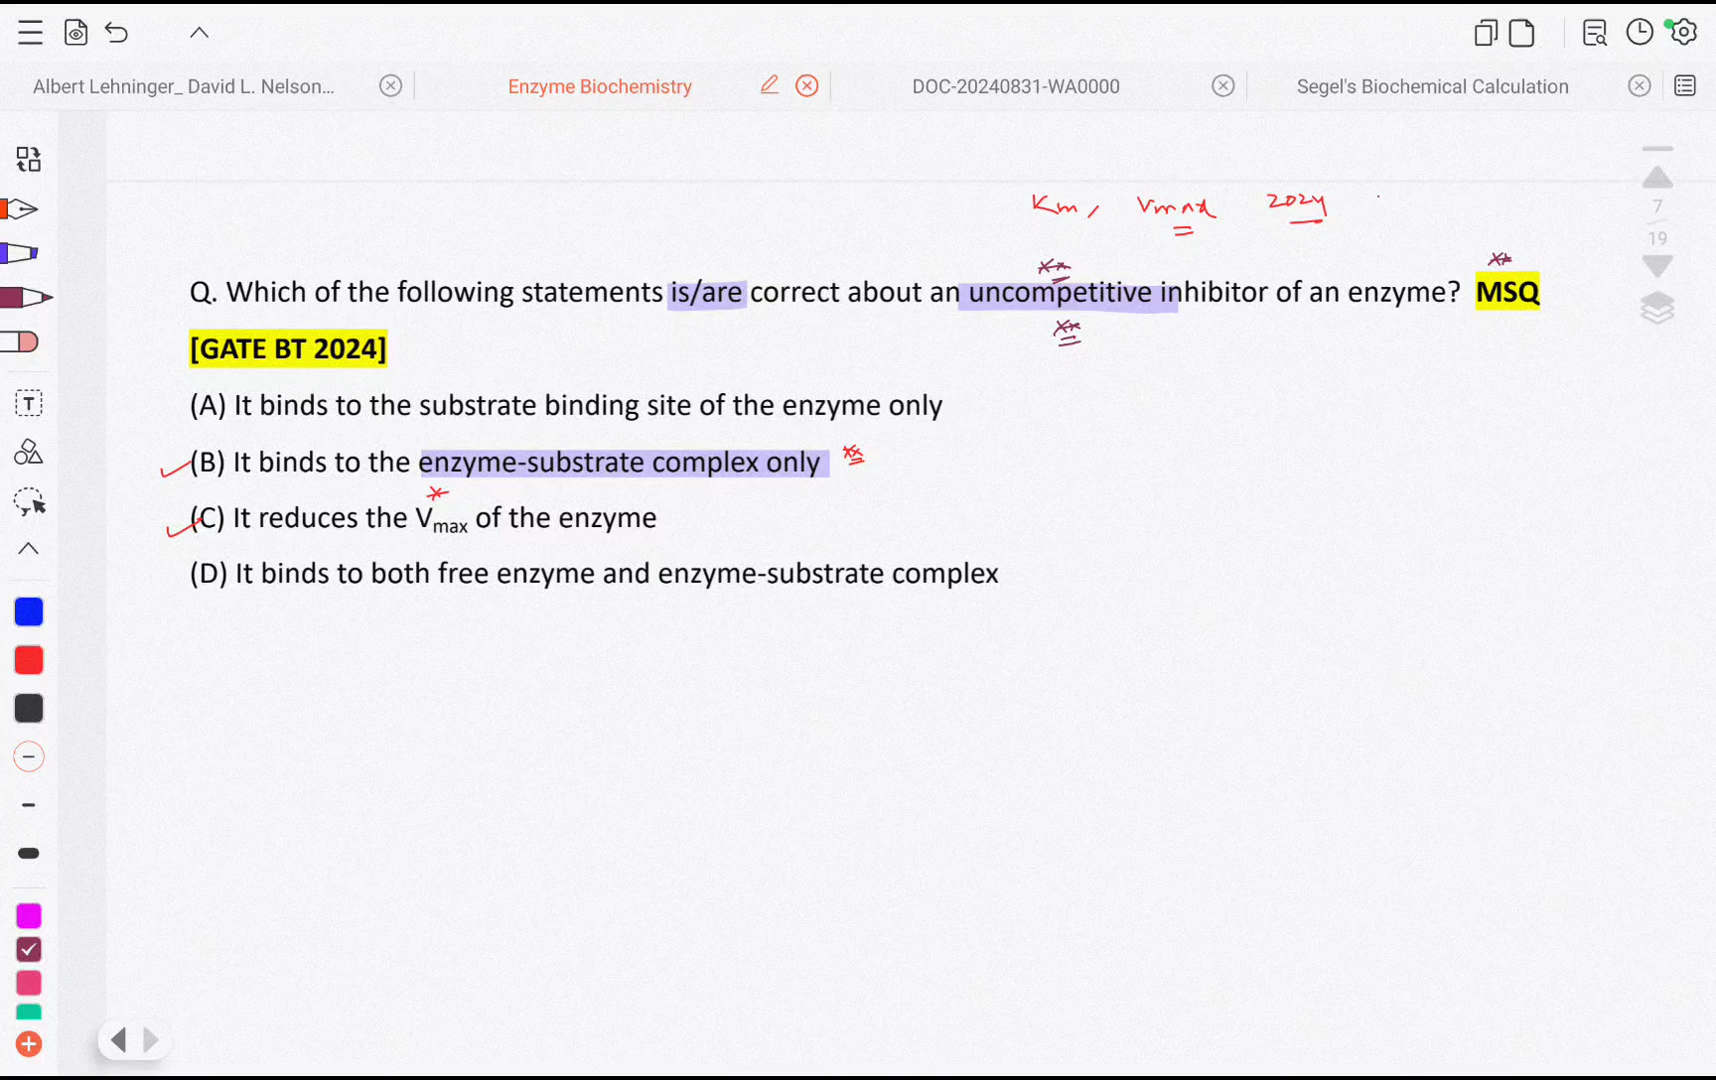 Albert Lehninger_ David L. Nelson... Enzyme Biochemistry DOC-20240831-WA0000 Segel's Biochemical Calculation
Km, Vmax 2024
7
19
Q. Which of the following statements is/are correct about an uncompetitive inhibitor of an enzyme? MSQ
[GATE BT 2024]
(A) It binds to the substrate binding site of the enzyme only
(B) It binds to the enzyme-substrate complex only
(C) It reduces the Vmax of the enzyme
(D) It binds to both free enzyme and enzyme-substrate complex
T